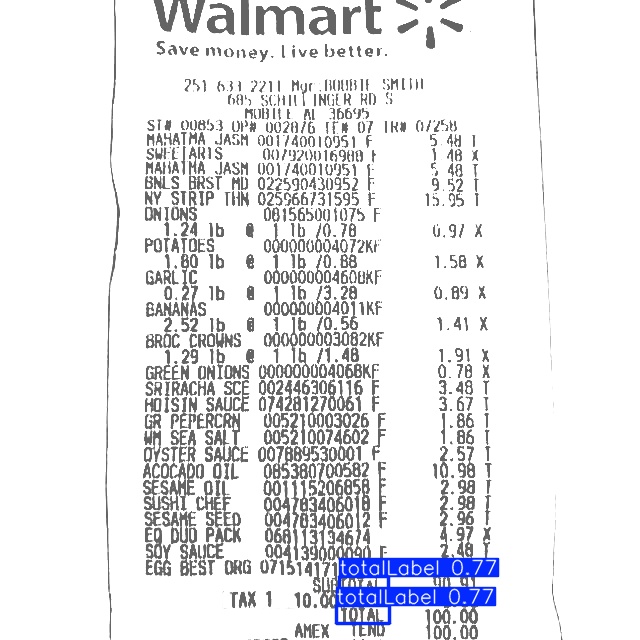 Walmart
Save money. Live better.
251 633 2211 Mgr. BOBBIE SMITH
685 SCHILLINGER RD S
MOBILE AL 36695
ST# 00853 OP# 002876 TE# 07 TR# 07258
MAHATMA JASM 001740010951 F 5.48 T
SWEETARTS 007920016988 F 1.48 X
MAHATMA JASM 001740010951 F 5.48 T
BNLS BRST MD 022590430952 F 9.52 T
NY STRIP THN 025966731595 F 15.95 T
ONIONS 081565001075 F
1.24 lb @ 1 lb /0.78 0.97 X
POTATOES 000000004072KF
1.80 lb @ 1 lb /0.88 1.58 X
GARLIC 000000004608KF
0.27 lb @ 1 lb /3.28 0.89 X
BANANAS 000000004011KF
2.52 lb @ 1 lb /0.56 1.41 X
BROC CROWNS 000000003082KF
1.29 lb @ 1 lb /1.48 1.91 X
GREEN ONIONS 000000004068KF 0.78 X
SRIRACHA SCE 002446306116 F 3.48 T
HOISIN SAUCE 074281270061 F 3.67 T
GR PEPERCRN 005210003026 F 1.86 T
WM SEA SALT 005210074602 F 1.86 T
OYSTER SAUCE 007889530001 F 2.57 T
ACOCADO OIL 085380700582 F 10.98 T
SESAME OIL 001115206858 F 2.98 T
SUSHI CHEF 004783406018 F 2.98 T
SESAME SEED 004783406012 F 2.96 T
EQ DUO PACK 068113134674 4.97 X
SOY SAUCE 004139000090 F 2.48 T
EGG BEST ORG 071514171 totalLabel 0.77
SUBTOTAL 90.91
TAX 1 10.00 totalLabel 0.77
TOTAL 100.00
AMEX TEND 100.00